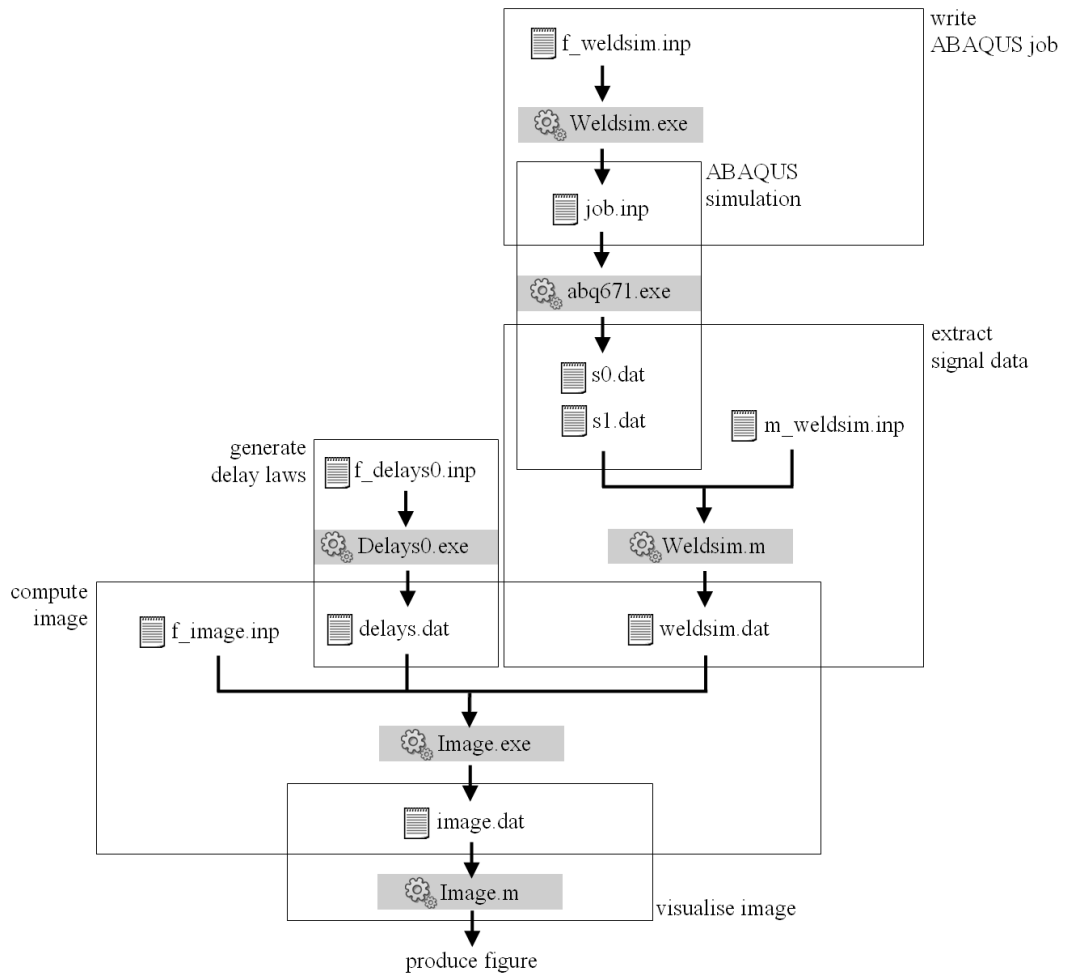 write
ABAQUS job
f_weldsim.inp
Weldsim.exe
ABAQUS
simulation
job.inp
abq671.exe
extract
signal data
s0.dat
s1.dat
m_weldsim.inp
generate
delay laws
f_delays0.inp
Delays0.exe
Weldsim.m
compute
image
f_image.inp
delays.dat
weldsim.dat
Image.exe
image.dat
Image.m
visualise image
produce figure